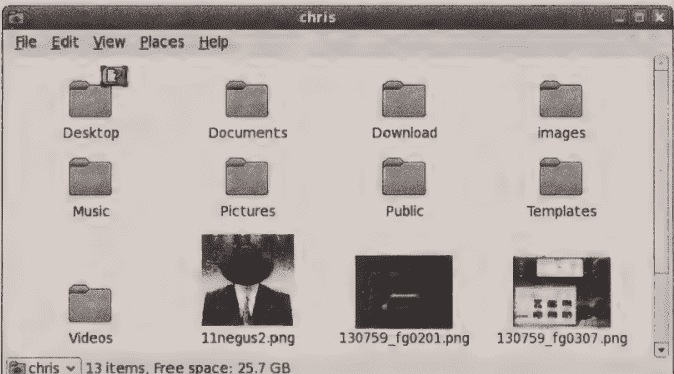 chris
File Edit View Places Help
Desktop Documents Download images
Music Pictures Public Templates
Videos 11negus2.png 130759_fg0201.png 130759_fg0307.png
chris 13 items, Free space: 25.7 GB